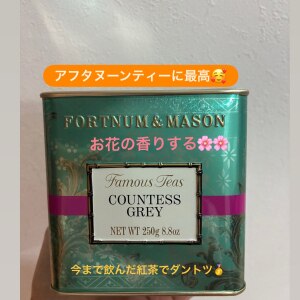 アフタヌーンティーに最高🥰
FORTNUM & MASON
お花の香りする🌸🌸
Famous Teas
COUNTESS
GREY
NET WT 250g 8.8oz
今まで飲んだ紅茶でダントツ🥇